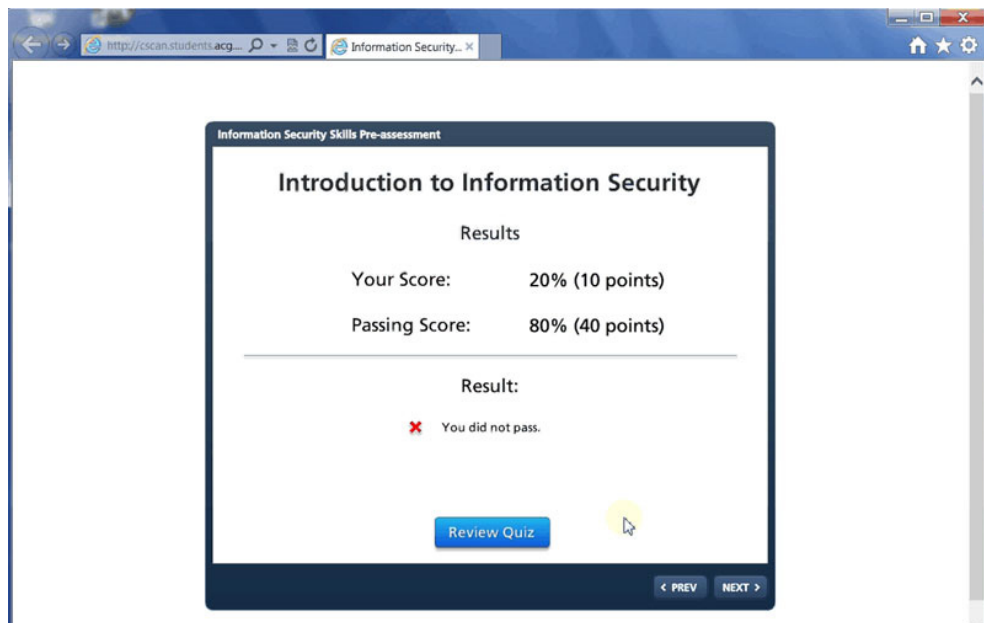 http://cscan.students.acg...
Information Security...
Information Security Skills Pre-assessment
Introduction to Information Security
Results
Your Score: 20% (10 points)
Passing Score: 80% (40 points)
Result:
You did not pass.
Review Quiz
< PREV NEXT >